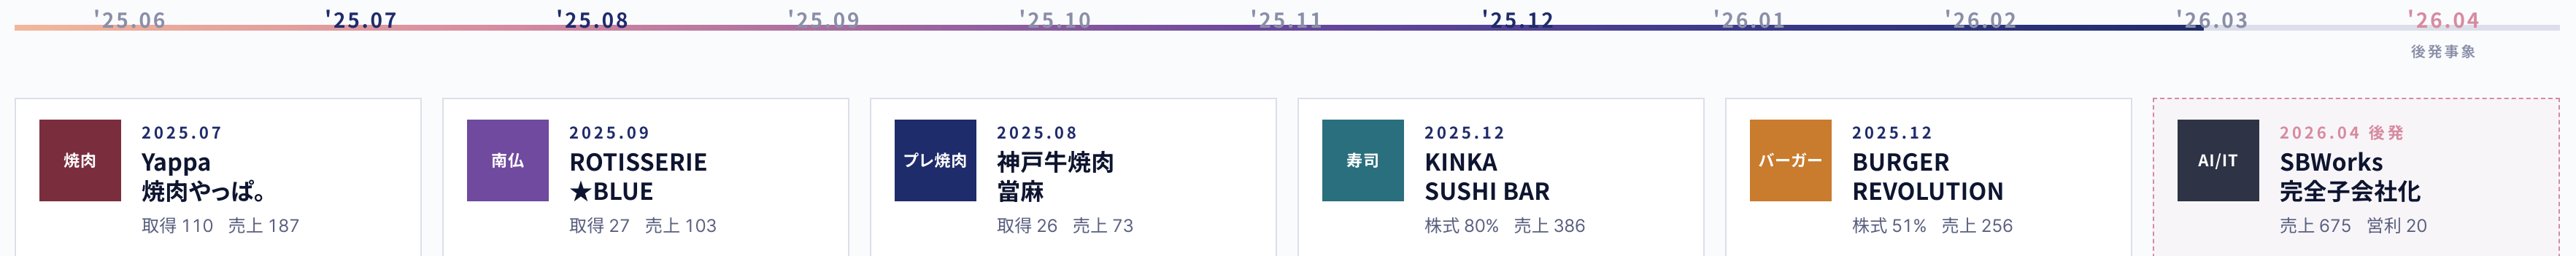 '25.06 '25.07 '25.08 '25.09 '25.10 '25.11 '25.12 '26.01 '26.02 '26.03 '26.04
後発事象
焼肉
2025.07
Yappa
焼肉やっぱ。
取得 110 売上 187
南仏
2025.09
ROTISSERIE
★BLUE
取得 27 売上 103
プレ焼肉
2025.08
神戸牛焼肉
當麻
取得 26 売上 73
寿司
2025.12
KINKA
SUSHI BAR
株式 80% 売上 386
バーガー
2025.12
BURGER
REVOLUTION
株式 51% 売上 256
AI/IT
2026.04 後発
SBWorks
完全子会社化
売上 675 営利 20